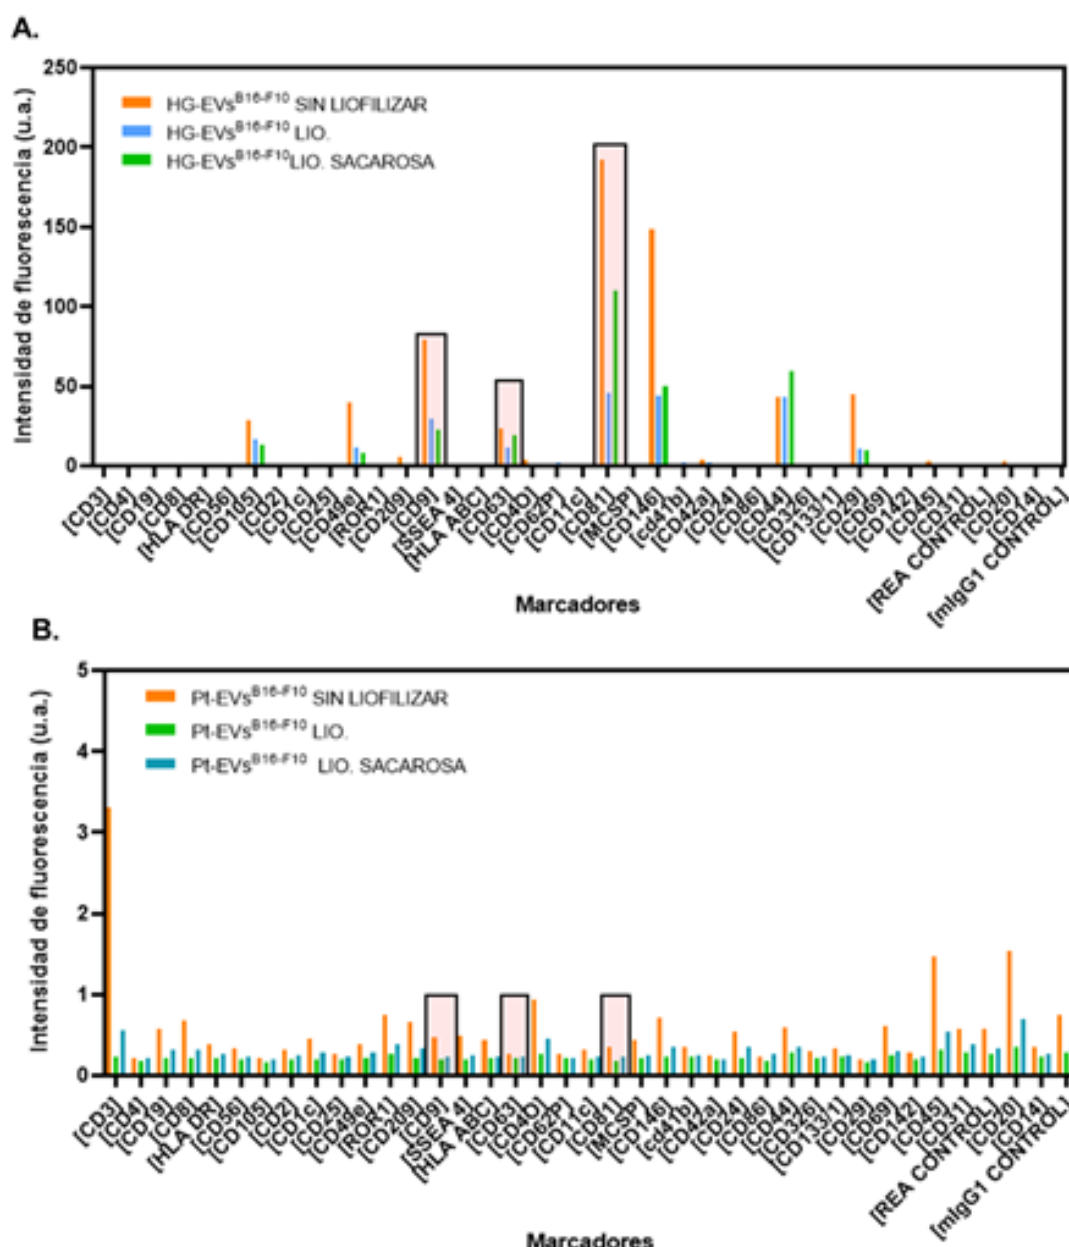 A.
250
200
150
100
50
0
Intensidad de fluorescencia (u.a.)
HG-EVsᴮ¹⁶⁻ᶠ¹⁰ SIN LIOFILIZAR
HG-EVsᴮ¹⁶⁻ᶠ¹⁰ LIO.
HG-EVsᴮ¹⁶⁻ᶠ¹⁰ LIO. SACAROSA
[CD3]
[CD4]
[CD19]
[CD8]
[HLA DR]
[CD56]
[CD105]
[CD2]
[CD1c]
[CD25]
[CD49e]
[ROR1]
[CD209]
[CD9]
[SSEA 4]
[HLA ABC]
[CD63]
[CD4O]
[CD62P]
[CD11c]
[CD81]
[MCSP]
[CD146]
[cd41b]
[CD42a]
[CD24]
[CD86]
[CD44]
[CD326]
[CD133/1]
[CD29]
[CD69]
[CD142]
[CD45]
[CD31]
[REA CONTROL]
[CD20]
[CD14]
[mIgG1 CONTROL]
Marcadores
B.
5
4
3
2
1
0
Intensidad de fluorescencia (u.a.)
Pt-EVsᴮ¹⁶⁻ᶠ¹⁰ SIN LIOFILIZAR
Pt-EVsᴮ¹⁶⁻ᶠ¹⁰ LIO.
Pt-EVsᴮ¹⁶⁻ᶠ¹⁰ LIO. SACAROSA
[CD3]
[CD4]
[CD19]
[CD8]
[HLA DR]
[CD56]
[CD105]
[CD2]
[CD1c]
[CD25]
[CD49e]
[ROR1]
[CD209]
[CD9]
[SSEA 4]
[HLA ABC]
[CD63]
[CD4O]
[CD62P]
[CD11c]
[CD81]
[MCSP]
[CD146]
[cd41b]
[CD42a]
[CD24]
[CD86]
[CD44]
[CD326]
[CD133/1]
[CD29]
[CD69]
[CD142]
[CD45]
[CD31]
[REA CONTROL]
[CD20]
[CD14]
[mIgG1 CONTROL]
Marcadores